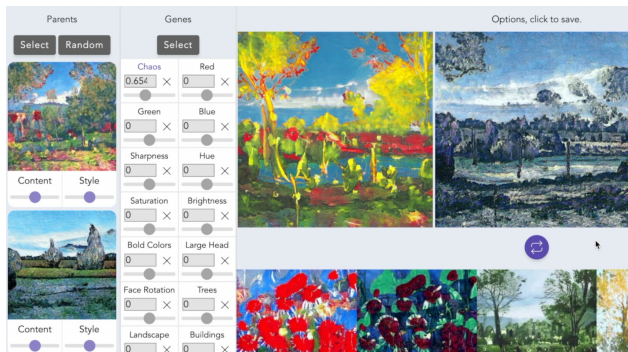 Parents
Select Random
Content Style
Content Style
Genes
Select
Chaos Red
0.654 0
Green Blue
0 0
Sharpness Hue
0 0
Saturation Brightness
0 0
Bold Colors Large Head
0 0
Face Rotation Trees
0 0
Landscape Buildings
0 0
Options, click to save.